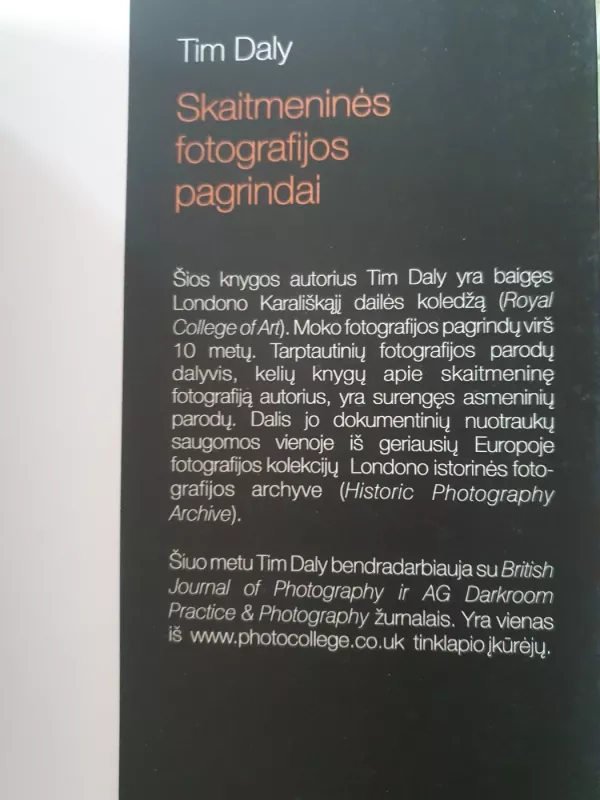 Tim Daly
Skaitmeninės
fotografijos
pagrindai
Šios knygos autorius Tim Daly yra baigęs
Londono Karališkąjį dailės koledžą (Royal
College of Art). Moko fotografijos pagrindų virš
10 metų. Tarptautinių fotografijos parodų
dalyvis, kelių knygų apie skaitmeninę
fotografiją autorius, yra surengęs asmeninių
parodų. Dalis jo dokumentinių nuotraukų
saugomos vienoje iš geriausių Europoje
fotografijos kolekcijų Londono istorinės foto-
grafijos archyve (Historic Photography
Archive).
Šiuo metu Tim Daly bendradarbiauja su British
Journal of Photography ir AG Darkroom
Practice & Photography žurnalais. Yra vienas
iš www.photocollege.co.uk tinklapio įkūrėjų.